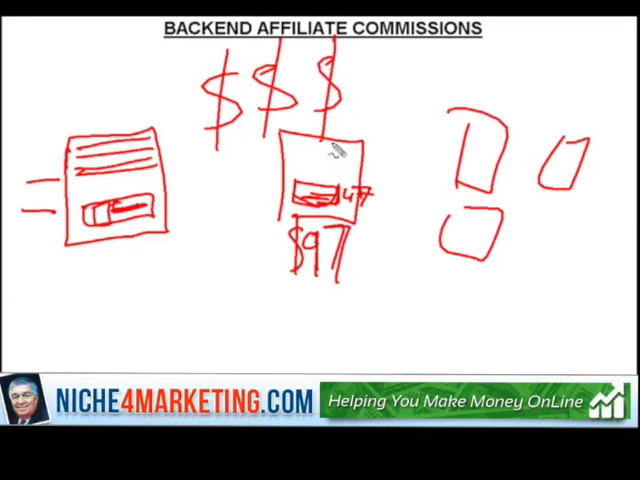 BACKEND AFFILIATE COMMISSIONS
$ $ $
47
$97
NICHE4MARKETING.COM
Helping You Make Money OnLine